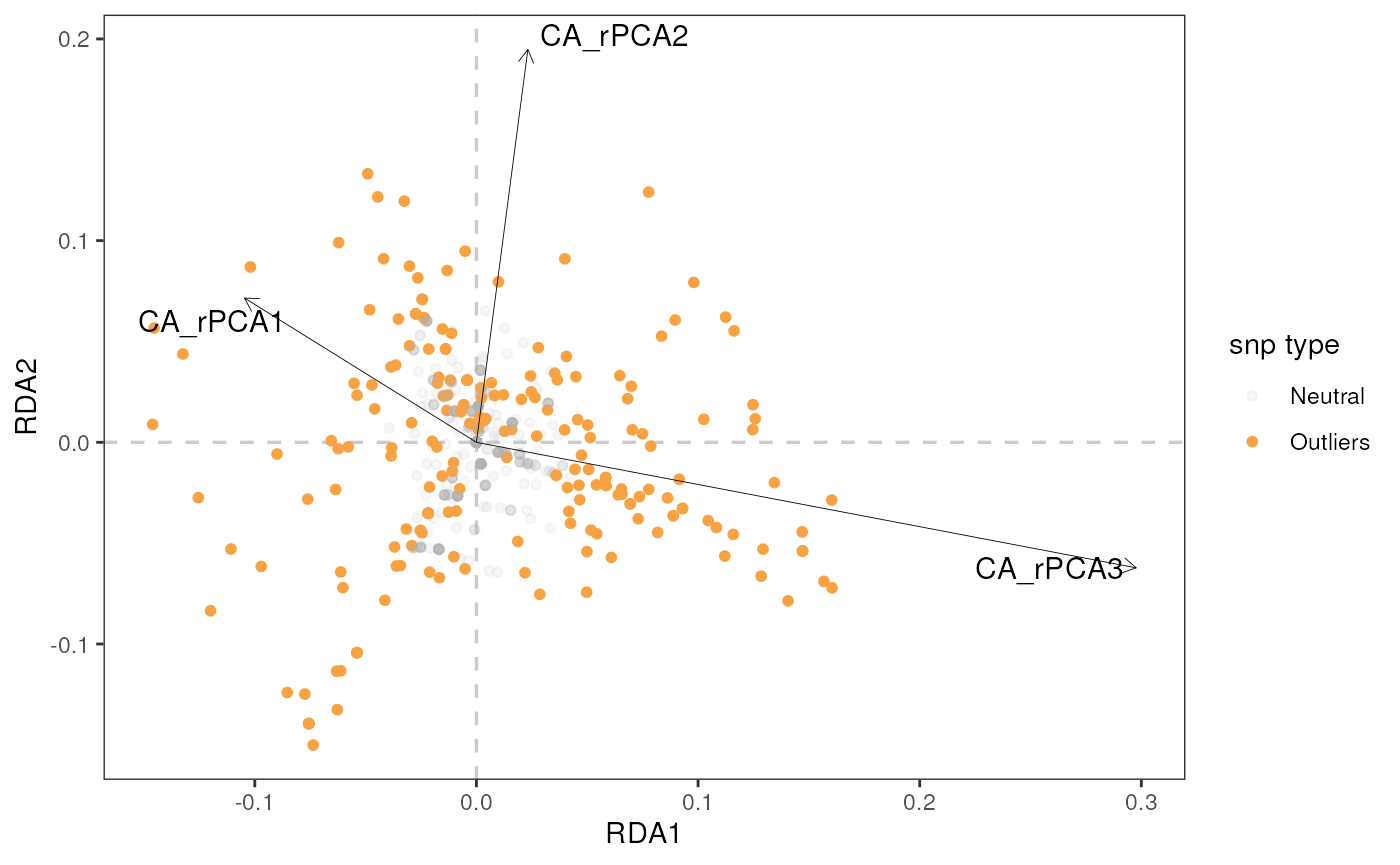 CA_rPCA2
0.2
0.1
CA_rPCA1
0.0
CA_rPCA3
-0.1
RDA2
-0.1
0.0
0.1
0.2
0.3
RDA1
snp type
Neutral
Outliers